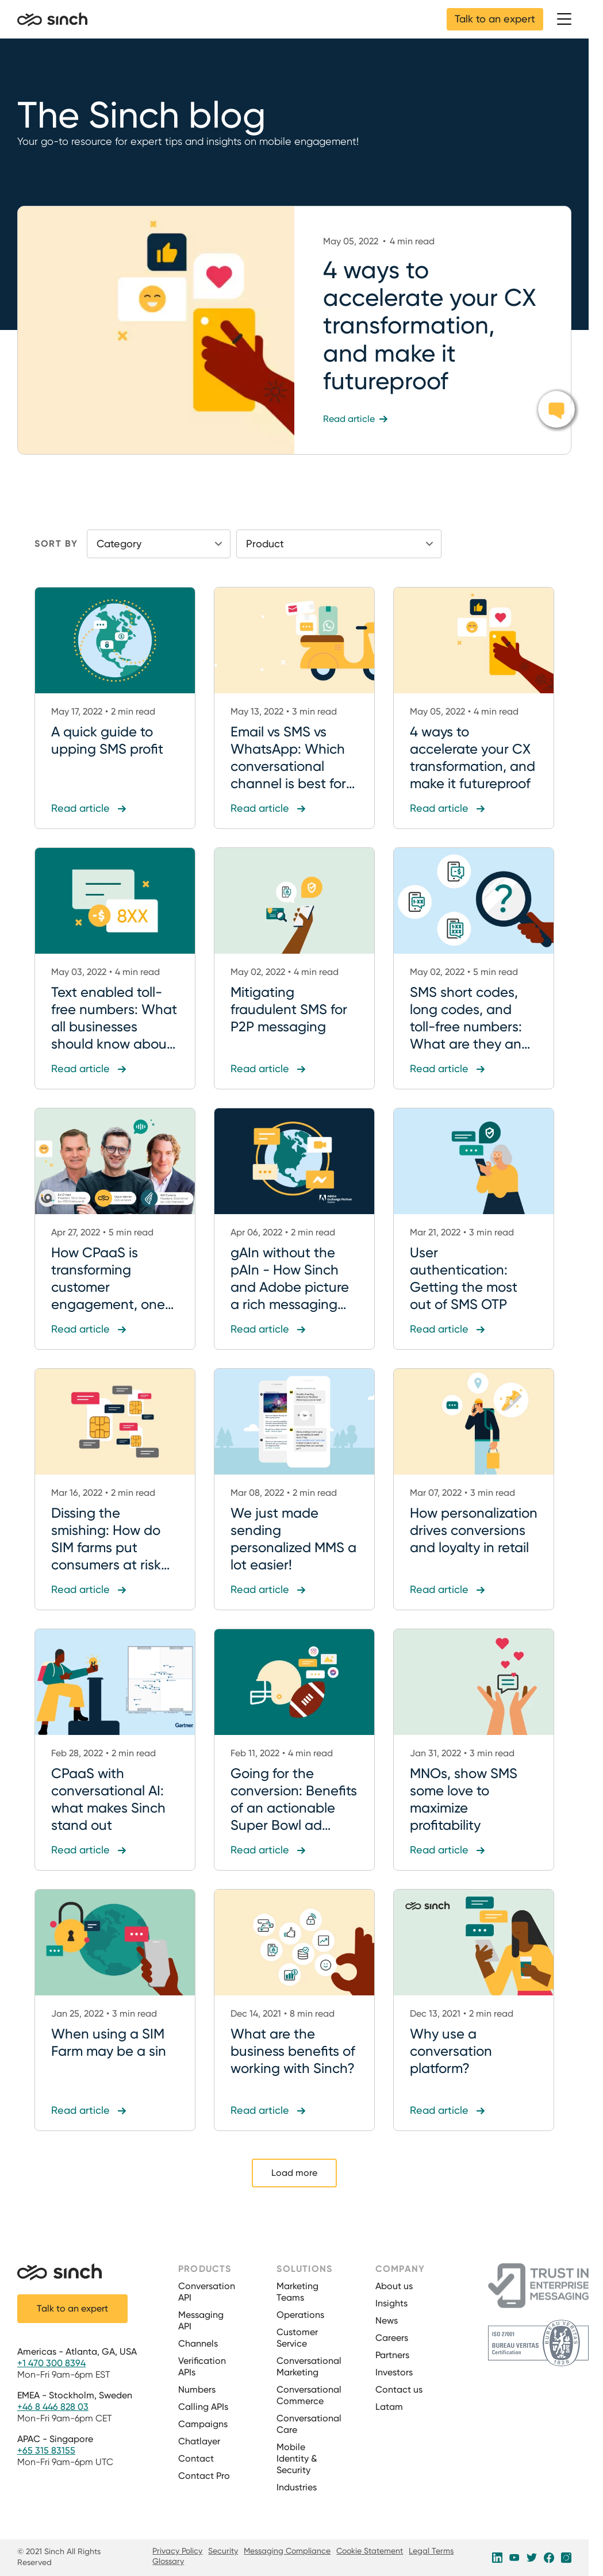 sinch
Talk to an expert
The Sinch blog
Your go-to resource for expert tips and insights on mobile engagement!
May 05, 2022 • 4 min read
4 ways to
accelerate your CX
transformation,
and make it
futureproof
Read article
SORT BY
Category
Product
May 17, 2022 • 2 min read
A quick guide to
upping SMS profit
Read article
May 13, 2022 • 3 min read
Email vs SMS vs
WhatsApp: Which
conversational
channel is best for...
Read article
May 05, 2022 • 4 min read
4 ways to
accelerate your CX
transformation, and
make it futureproof
Read article
-$
8XX
May 03, 2022 • 4 min read
Text enabled toll-
free numbers: What
all businesses
should know abou...
Read article
May 02, 2022 • 4 min read
Mitigating
fraudulent SMS for
P2P messaging
Read article
?
May 02, 2022 • 5 min read
SMS short codes,
long codes, and
toll-free numbers:
What are they an...
Read article
Apr 27, 2022 • 5 min read
How CPaaS is
transforming
customer
engagement, one...
Read article
Apr 06, 2022 • 2 min read
gAIn without the
pAIn - How Sinch
and Adobe picture
a rich messaging...
Read article
Mar 21, 2022 • 3 min read
User
authentication:
Getting the most
out of SMS OTP
Read article
Mar 16, 2022 • 2 min read
Dissing the
smishing: How do
SIM farms put
consumers at risk...
Read article
Mar 08, 2022 • 2 min read
We just made
sending
personalized MMS a
lot easier!
Read article
Mar 07, 2022 • 3 min read
How personalization
drives conversions
and loyalty in retail
Read article
Gartner
Feb 28, 2022 • 2 min read
CPaaS with
conversational AI:
what makes Sinch
stand out
Read article
Feb 11, 2022 • 4 min read
Going for the
conversion: Benefits
of an actionable
Super Bowl ad...
Read article
Jan 31, 2022 • 3 min read
MNOs, show SMS
some love to
maximize
profitability
Read article
Jan 25, 2022 • 3 min read
When using a SIM
Farm may be a sin
Read article
Dec 14, 2021 • 8 min read
What are the
business benefits of
working with Sinch?
Read article
sinch
Dec 13, 2021 • 2 min read
Why use a
conversation
platform?
Read article
Load more
sinch
Talk to an expert
Americas - Atlanta, GA, USA
+1 470 300 8394
Mon-Fri 9am-6pm EST
EMEA - Stockholm, Sweden
+46 8 446 828 03
Mon-Fri 9am-6pm CET
APAC - Singapore
+65 315 83155
Mon-Fri 9am-6pm UTC
PRODUCTS
Conversation
API
Messaging
API
Channels
Verification
APIs
Numbers
Calling APIs
Campaigns
Chatlayer
Contact
Contact Pro
SOLUTIONS
Marketing
Teams
Operations
Customer
Service
Conversational
Marketing
Conversational
Commerce
Conversational
Care
Mobile
Identity &
Security
Industries
COMPANY
About us
Insights
News
Careers
Partners
Investors
Contact us
Latam
TRUST IN
ENTERPRISE
MESSAGING
ISO 27001
BUREAU VERITAS
Certification
BUREAU VERITAS
1828
© 2021 Sinch All Rights
Reserved
Privacy Policy Security Messaging Compliance Cookie Statement Legal Terms
Glossary